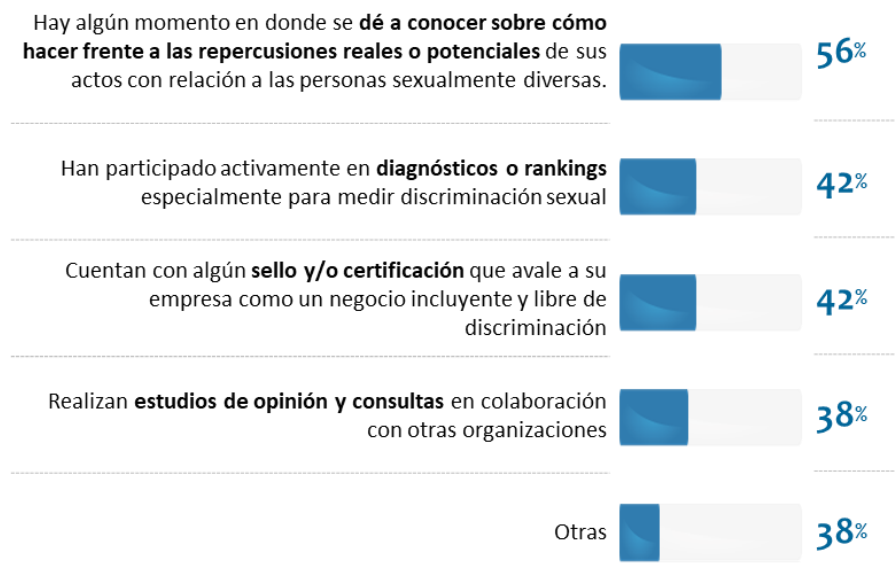 Hay algún momento en donde se dé a conocer sobre cómo
hacer frente a las repercusiones reales o potenciales de sus
actos con relación a las personas sexualmente diversas.
56%
Han participado activamente en diagnósticos o rankings
especialmente para medir discriminación sexual
42%
Cuentan con algún sello y/o certificación que avale a su
empresa como un negocio incluyente y libre de
discriminación
42%
Realizan estudios de opinión y consultas en colaboración
con otras organizaciones
38%
Otras
38%